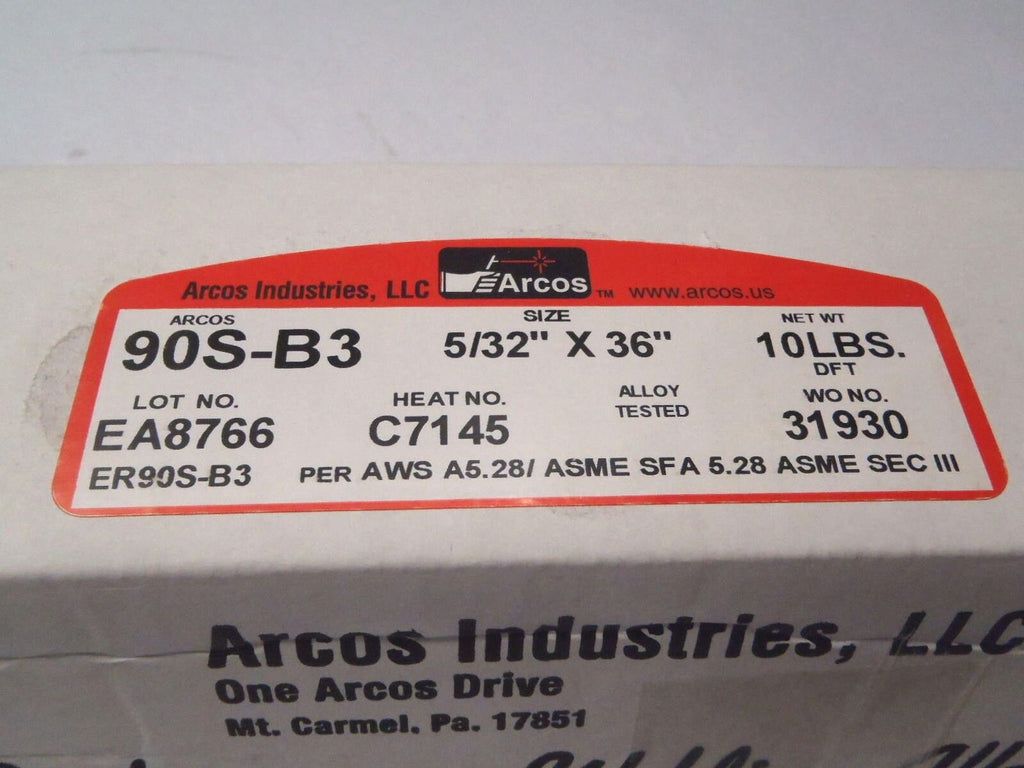 Arcos Industries, LLC Arcos™ www.arcos.us
ARCOS SIZE NET WT
90S-B3 5/32" X 36" 10LBS.
DFT
LOT NO. HEAT NO. ALLOY TESTED WO NO.
EA8766 C7145 31930
ER90S-B3 PER AWS A5.28/ ASME SFA 5.28 ASME SEC III
Arcos Industries, LLC
One Arcos Drive
Mt. Carmel, Pa. 17851